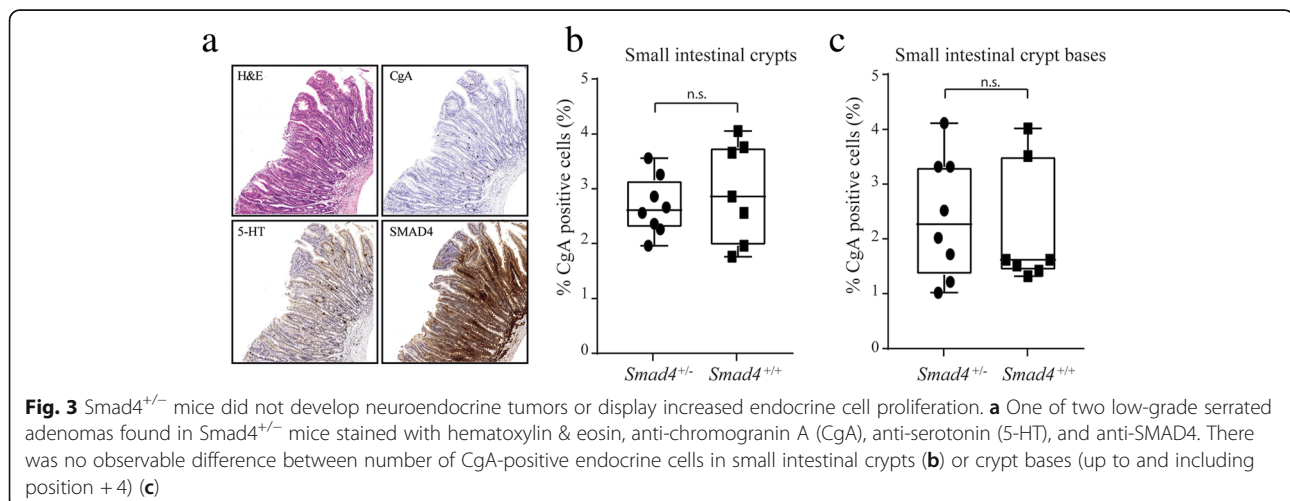 a
H&E
CgA
5-HT
SMAD4
b
Small intestinal crypts
n.s.
% CgA positive cells (%)
5
4
3
2
1
0
Smad4+/-
Smad4+/+
c
Small intestinal crypt bases
n.s.
% CgA positive cells (%)
5
4
3
2
1
0
Smad4+/-
Smad4+/+
Fig. 3 Smad4+/− mice did not develop neuroendocrine tumors or display increased endocrine cell proliferation. a One of two low-grade serrated
adenomas found in Smad4+/− mice stained with hematoxylin & eosin, anti-chromogranin A (CgA), anti-serotonin (5-HT), and anti-SMAD4. There
was no observable difference between number of CgA-positive endocrine cells in small intestinal crypts (b) or crypt bases (up to and including
position + 4) (c)